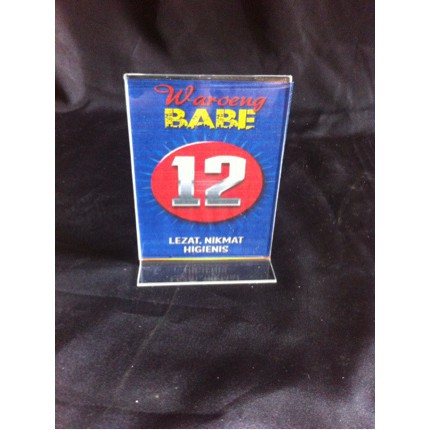 Waroeng
BABE
12
LEZAT, NIKMAT
HIGIENIS